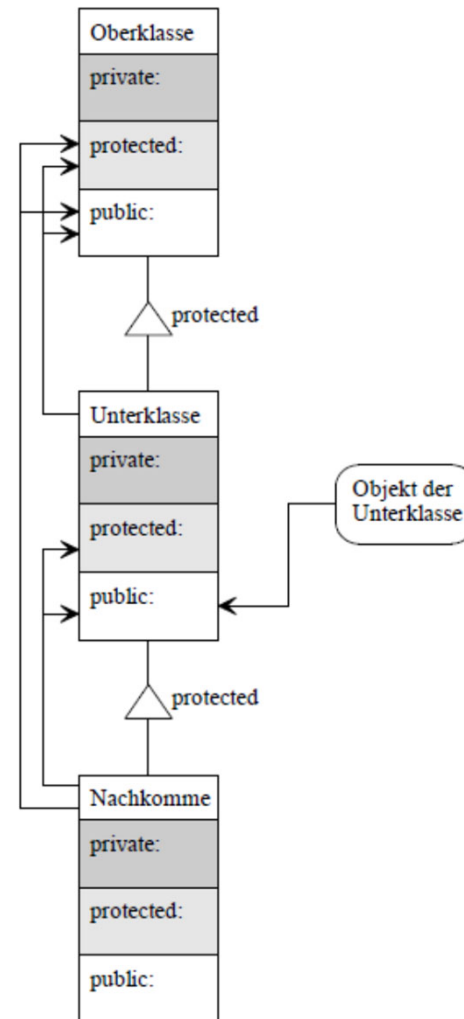 Oberklasse
private:
protected:
public:
protected
Unterklasse
private:
protected:
public:
Objekt der
Unterklasse
protected
Nachkomme
private:
protected:
public: